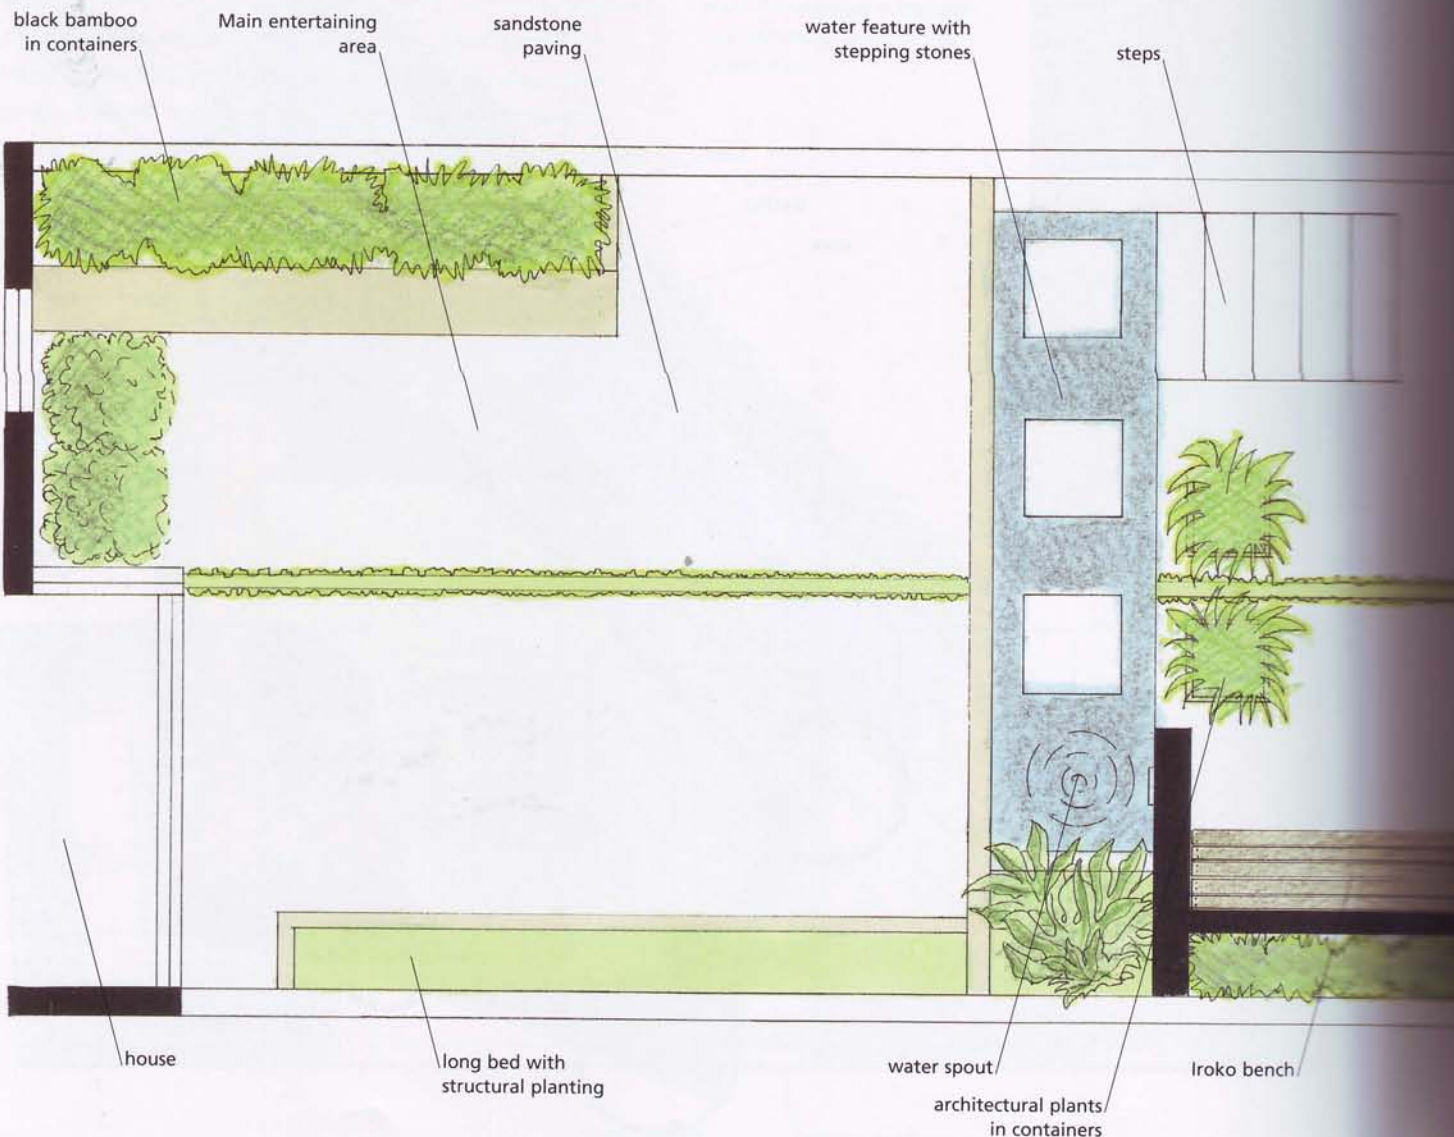 black bamboo
in containers
Main entertaining
area
sandstone
paving
water feature with
stepping stones
steps
house
long bed with
structural planting
water spout
architectural plants
in containers
Iroko bench